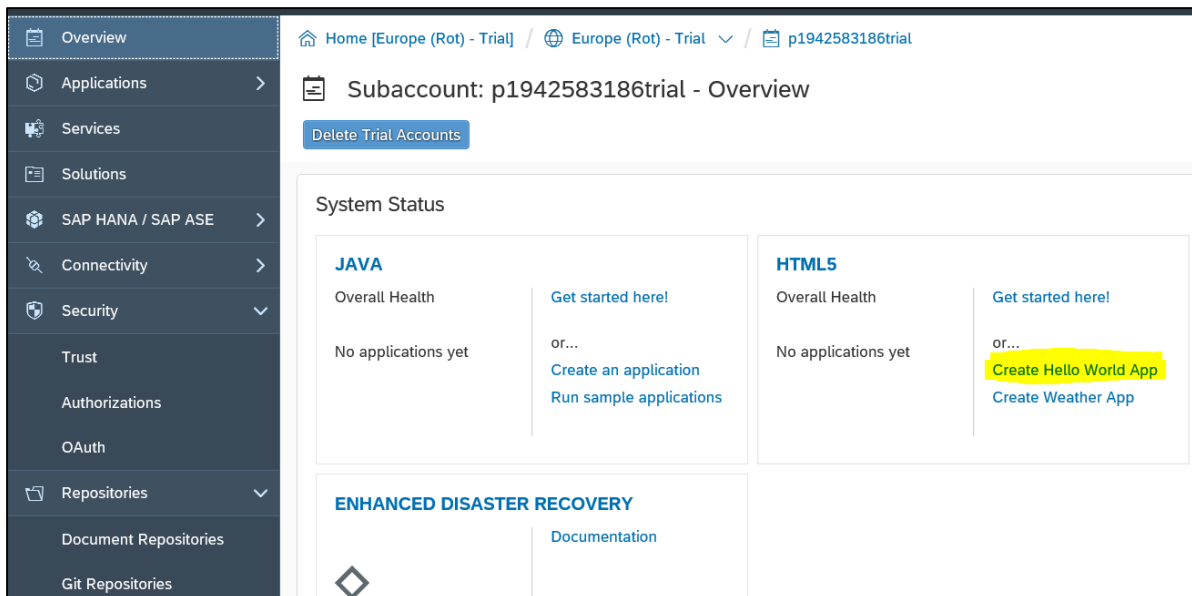 Overview
Applications
Services
Solutions
SAP HANA / SAP ASE
Connectivity
Security
Trust
Authorizations
OAuth
Repositories
Document Repositories
Git Repositories
Home [Europe (Rot) - Trial] / Europe (Rot) - Trial / p1942583186trial
Subaccount: p1942583186trial - Overview
Delete Trial Accounts
System Status
JAVA
Overall Health
No applications yet
Get started here!
or...
Create an application
Run sample applications
HTML5
Overall Health
No applications yet
Get started here!
or...
Create Hello World App
Create Weather App
ENHANCED DISASTER RECOVERY
Documentation